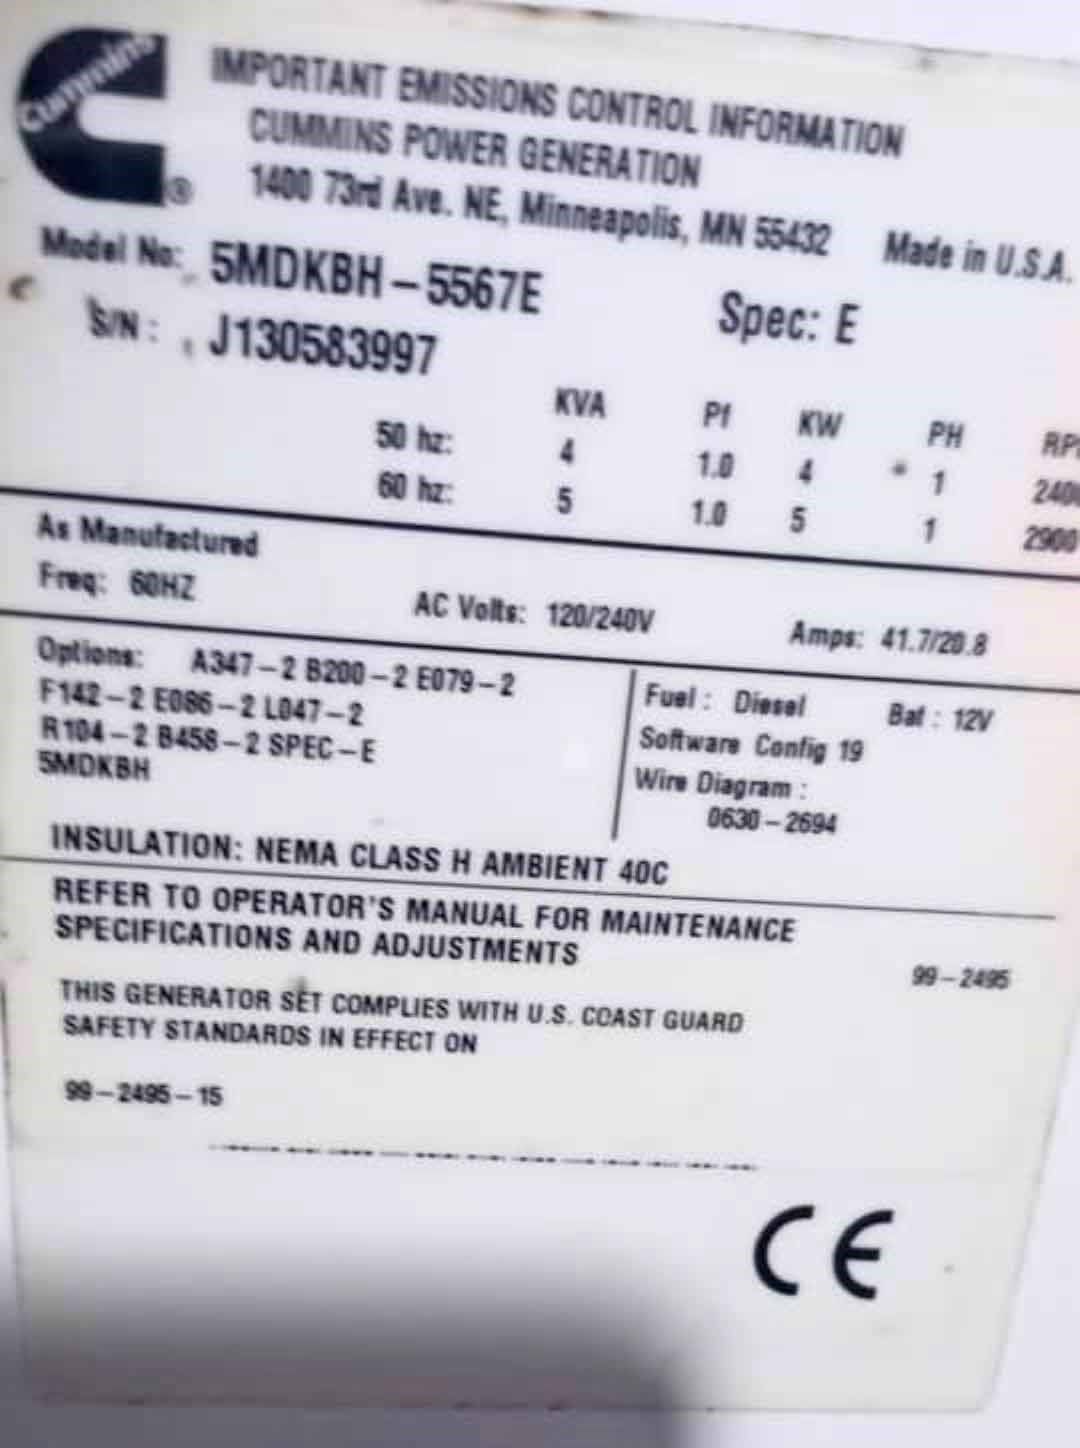 Cummins
®
IMPORTANT EMISSIONS CONTROL INFORMATION
CUMMINS POWER GENERATION
1400 73rd Ave. NE, Minneapolis, MN 55432 Made in U.S.A.
Model No: 5MDKBH-5567E Spec: E
S/N: J130583997
KVA Pf KW PH
50 hz: 4 1.0 4 1
60 hz: 5 1.0 5 1 2900
As Manufactured
Freq: 60HZ AC Volts: 120/240V Amps: 41.7/20.8
Options: A347-2 B200-2 E079-2
F142-2 E086-2 L047-2
R104-2 B458-2 SPEC-E
5MDKBH
Fuel: Diesel Bat: 12V
Software Config 19
Wire Diagram:
0630-2694
INSULATION: NEMA CLASS H AMBIENT 40C
REFER TO OPERATOR'S MANUAL FOR MAINTENANCE
SPECIFICATIONS AND ADJUSTMENTS
99-2495
THIS GENERATOR SET COMPLIES WITH U.S. COAST GUARD
SAFETY STANDARDS IN EFFECT ON
99-2495-15
CE